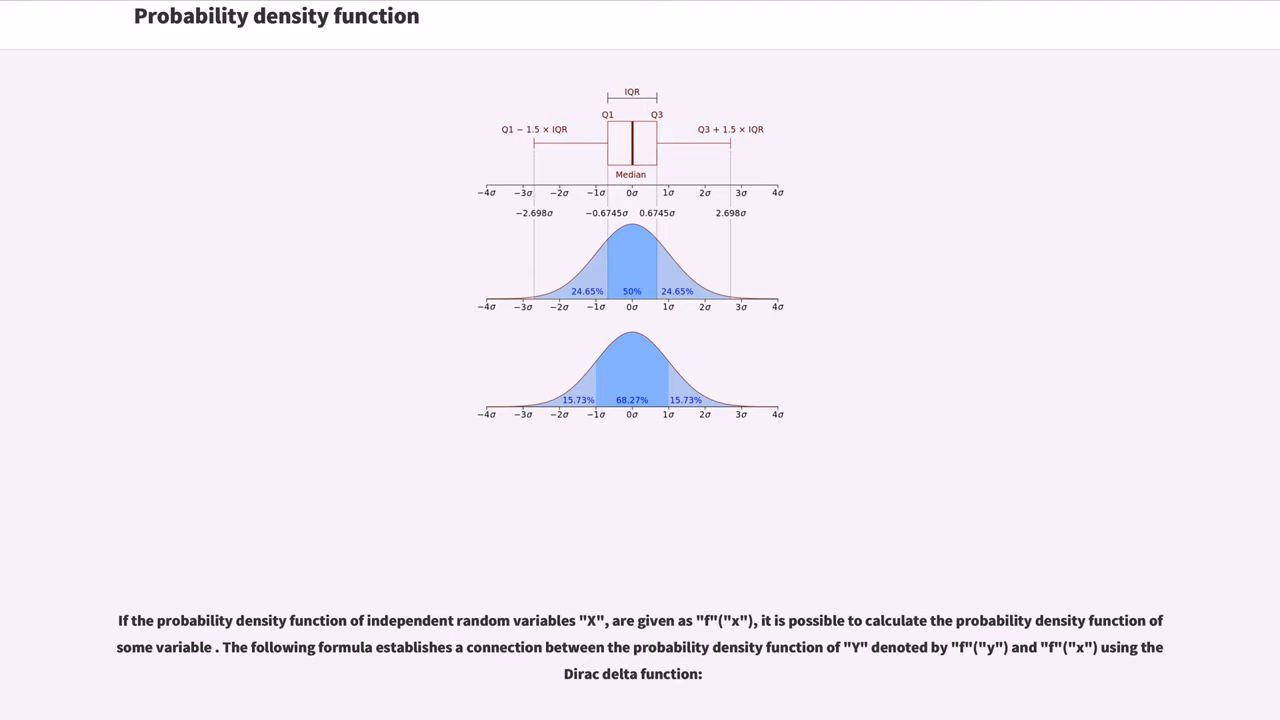 Probability density function
IQR
Q1 Q3
Q1 − 1.5 × IQR Q3 + 1.5 × IQR
Median
−4σ −3σ −2σ −1σ 0σ 1σ 2σ 3σ 4σ
−2.698σ −0.6745σ 0.6745σ 2.698σ
24.65% 50% 24.65%
−4σ −3σ −2σ −1σ 0σ 1σ 2σ 3σ 4σ
15.73% 68.27% 15.73%
−4σ −3σ −2σ −1σ 0σ 1σ 2σ 3σ 4σ
If the probability density function of independent random variables "X", are given as "f"("x"), it is possible to calculate the probability density function of
some variable . The following formula establishes a connection between the probability density function of "Y" denoted by "f"("y") and "f"("x") using the
Dirac delta function: